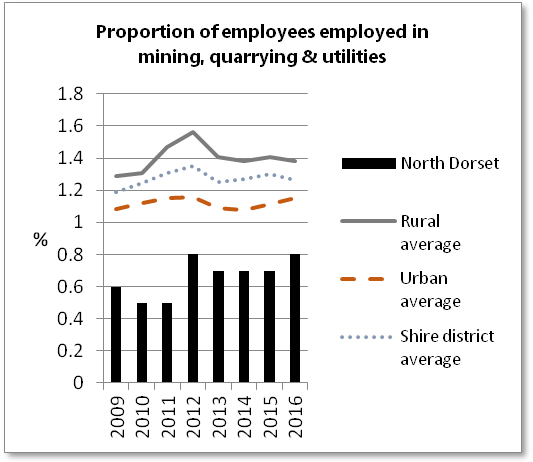 Proportion of employees employed in
mining, quarrying & utilities
1.8
1.6
1.4
1.2
1
0.8
0.6
0.4
0.2
0
%
2009
2010
2011
2012
2013
2014
2015
2016
North Dorset
Rural
average
Urban
average
Shire district
average